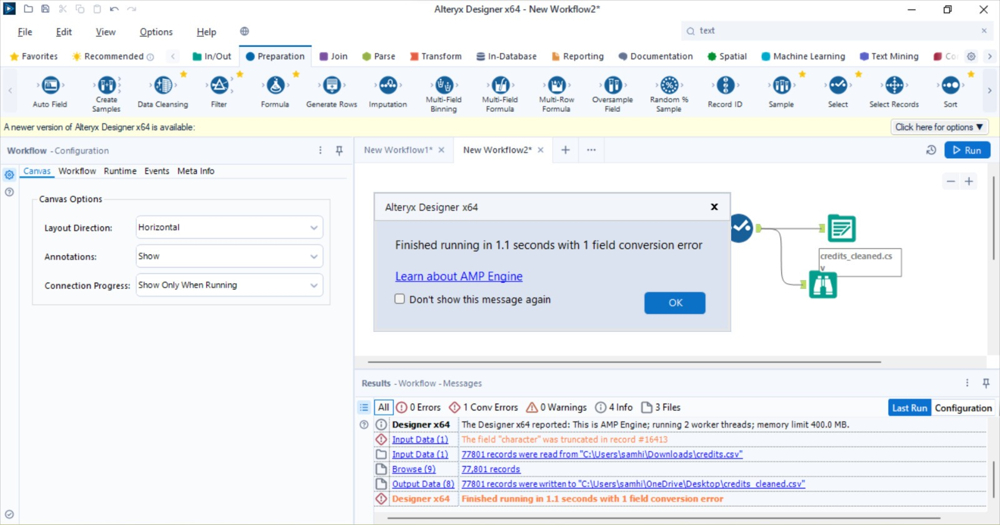 Alteryx Designer x64 - New Workflow2*
File Edit View Options Help
text
Favorites Recommended In/Out Preparation Join Parse Transform In-Database Reporting Documentation Spatial Machine Learning Text Mining Co
Auto Field
Create
Samples
Data Cleansing
Filter
Formula
Generate Rows
Imputation
Multi-Field
Binning
Multi-Field
Formula
Multi-Row
Formula
Oversample
Field
Random %
Sample
Record ID
Sample
Select
Select Records
Sort
A newer version of Alteryx Designer x64 is available:
Click here for options ▼
Workflow - Configuration
New Workflow1*
New Workflow2*
Run
Canvas Workflow Runtime Events Meta Info
Canvas Options
Layout Direction: Horizontal
Annotations: Show
Connection Progress: Show Only When Running
Alteryx Designer x64
Finished running in 1.1 seconds with 1 field conversion error
Learn about AMP Engine
Don't show this message again
OK
credits_cleaned.cs
v
Results - Workflow - Messages
All 0 Errors 1 Conv Errors 0 Warnings 4 Info 3 Files
Last Run Configuration
Designer x64 The Designer x64 reported: This is AMP Engine; running 2 worker threads; memory limit 400.0 MB.
Input Data (1) The field "character" was truncated in record #16413
Input Data (1) 77801 records were read from "C:\Users\samhi\Downloads\credits.csv"
Browse (9) 77,801 records
Output Data (8) 77801 records were written to "C:\Users\samhi\OneDrive\Desktop\credits_cleaned.csv"
Designer x64 Finished running in 1.1 seconds with 1 field conversion error